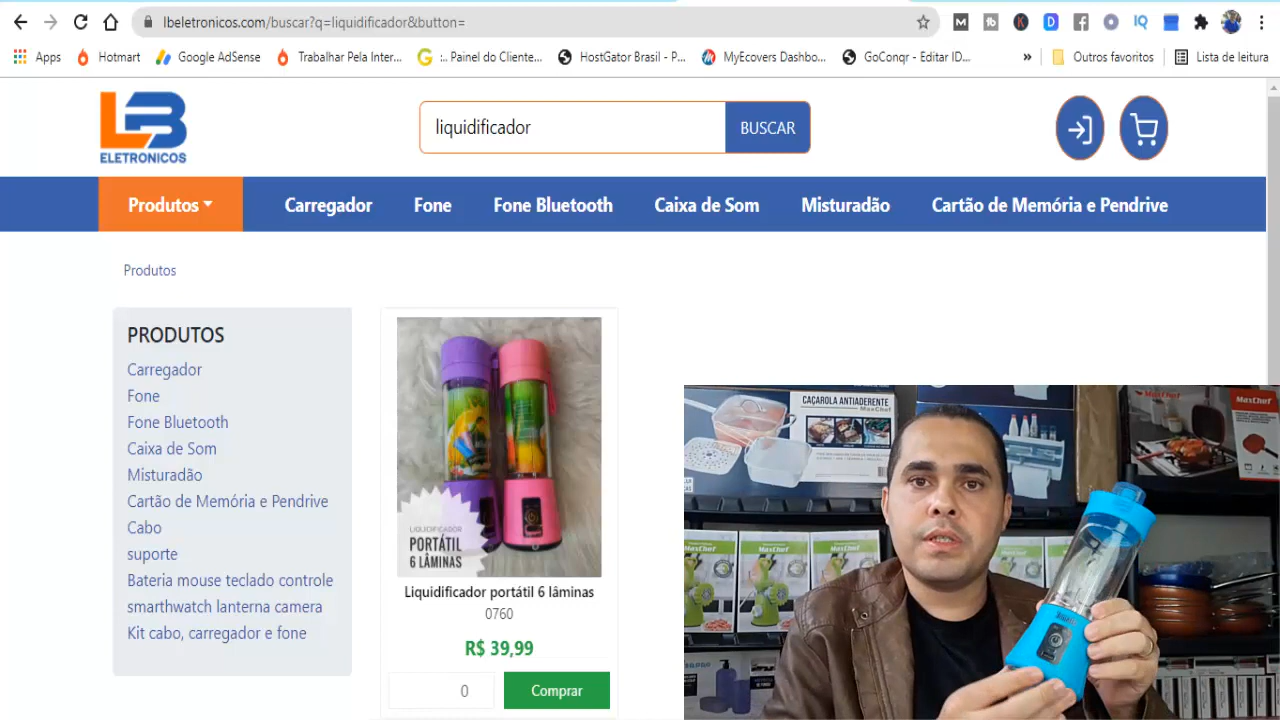 lbeletronicos.com/buscar?q=liquidificador&button=
Apps
Hotmart
Google AdSense
Trabalhar Pela Inter...
:.. Painel do Cliente...
HostGator Brasil - P...
MyEcovers Dashbo...
GoConqr - Editar ID...
»
Outros favoritos
Lista de leitura
LB
ELETRONICOS
liquidificador
BUSCAR
Produtos
Carregador
Fone
Fone Bluetooth
Caixa de Som
Misturadão
Cartão de Memória e Pendrive
Produtos
PRODUTOS
Carregador
Fone
Fone Bluetooth
Caixa de Som
Misturadão
Cartão de Memória e Pendrive
Cabo
suporte
Bateria mouse teclado controle
smarthwatch lanterna camera
Kit cabo, carregador e fone
LIQUIDIFICADOR
PORTÁTIL
6 LÂMINAS
Liquidificador portátil 6 lâminas
0760
R$ 39,99
0
Comprar
CAÇAROLA ANTIADERENTE
MaxChef
MaxChef
MaxChef
MaxChef
MaxChef